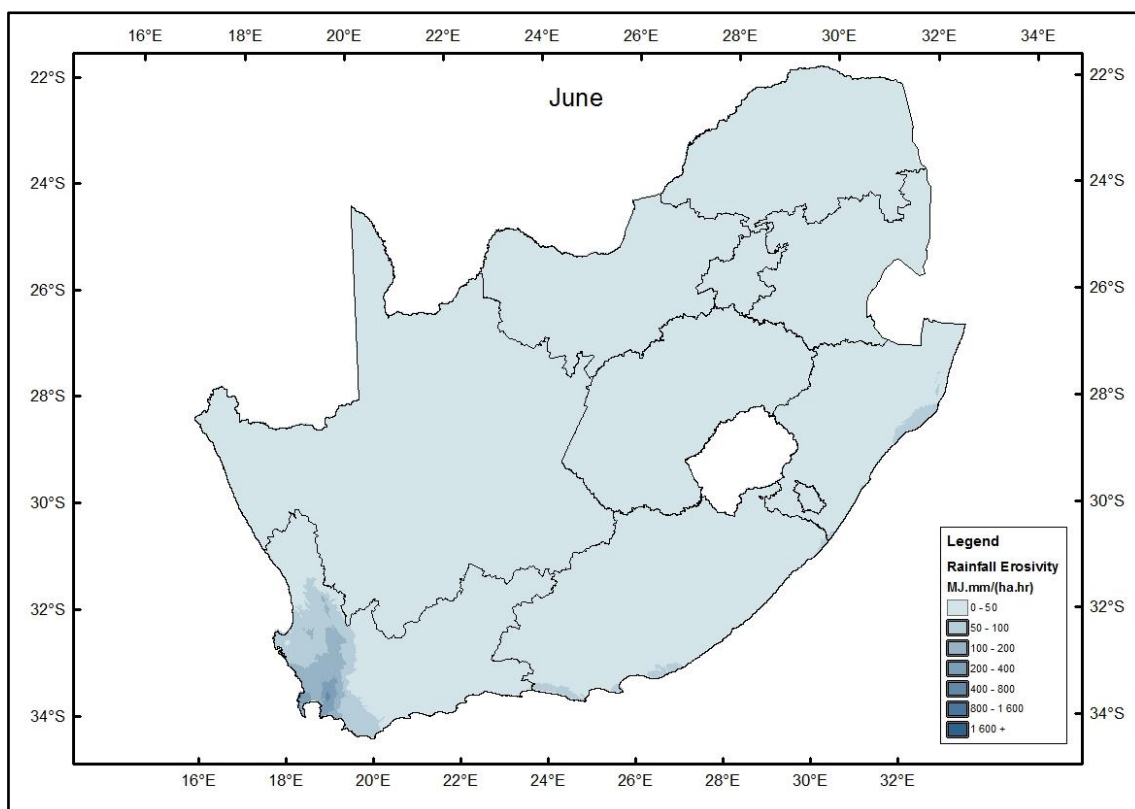 16°E 18°E 20°E 22°E 24°E 26°E 28°E 30°E 32°E 34°E
22°S 22°S
June
24°S 24°S
26°S 26°S
28°S 28°S
30°S 30°S
Legend
Rainfall Erosivity
MJ.mm/(ha.hr)
0 - 50
32°S 32°S
50 - 100
100 - 200
200 - 400
400 - 800
800 - 1 600
34°S 34°S
1 600 +
16°E 18°E 20°E 22°E 24°E 26°E 28°E 30°E 32°E